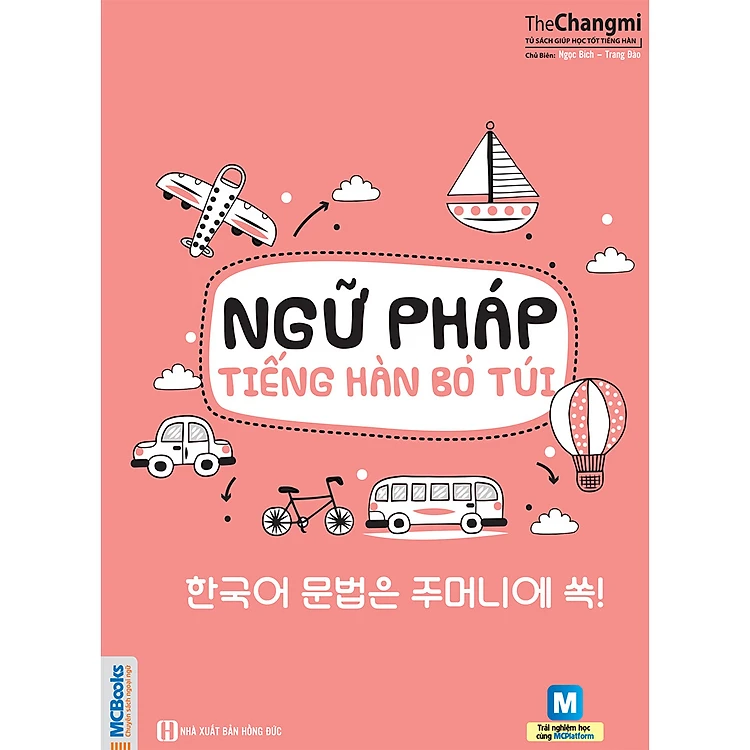 TheChangmi
TỦ SÁCH GIÚP HỌC TỐT TIẾNG HÀN
Chủ Biên: Ngọc Bích – Trang Đào
NGỮ PHÁP
TIẾNG HÀN BỎ TÚI
한국어 문법은 주머니에 쏙!
MCBooks
Chuyên sách ngoại ngữ
H NHÀ XUẤT BẢN HỒNG ĐỨC
M
Trải nghiệm học
cùng MCPlatform